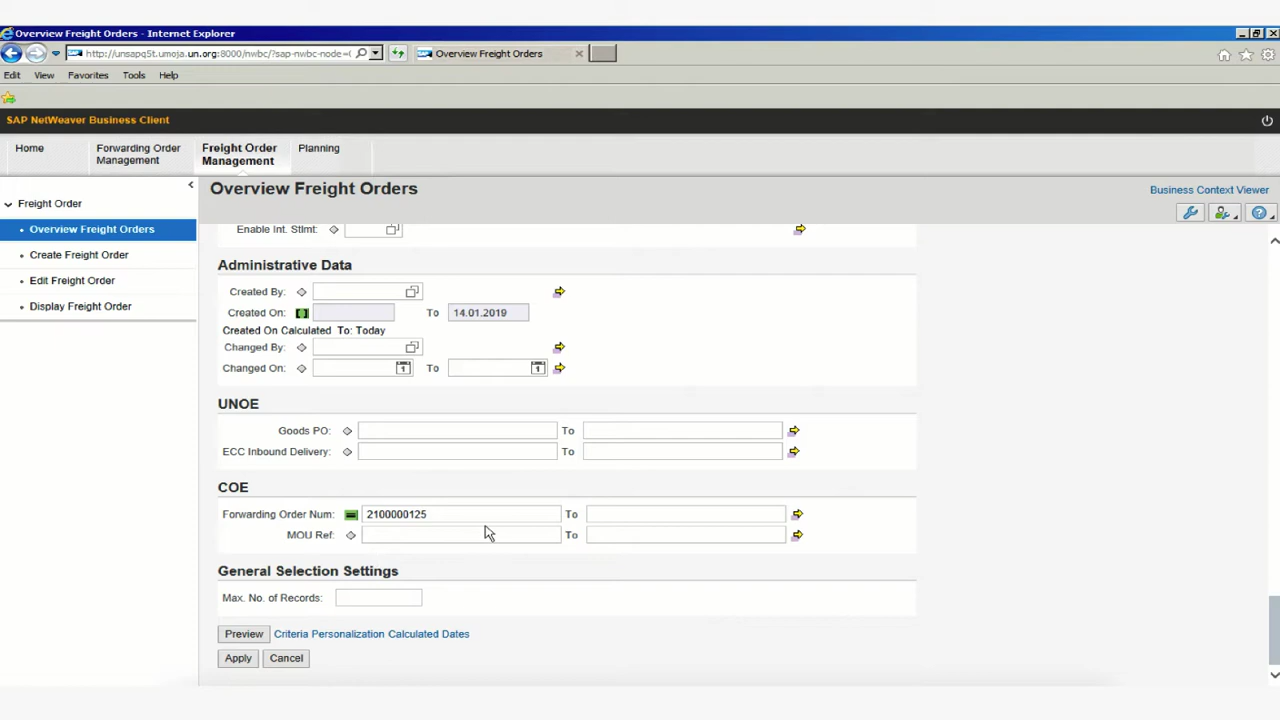 Overview Freight Orders - Internet Explorer
http://unsapq5t.umoja.un.org:8000/nwbc/?sap-nwbc-node=(
Overview Freight Orders
Edit View Favorites Tools Help
SAP NetWeaver Business Client
Home
Forwarding Order
Management
Freight Order
Management
Planning
Freight Order
Overview Freight Orders
Create Freight Order
Edit Freight Order
Display Freight Order
Overview Freight Orders
Business Context Viewer
Enable Int. Stlmt:
Administrative Data
Created By:
Created On: To 14.01.2019
Created On Calculated To: Today
Changed By:
Changed On: 1 To 1
UNOE
Goods PO: To
ECC Inbound Delivery: To
COE
Forwarding Order Num: 2100000125 To
MOU Ref: To
General Selection Settings
Max. No. of Records:
Preview Criteria Personalization Calculated Dates
Apply Cancel